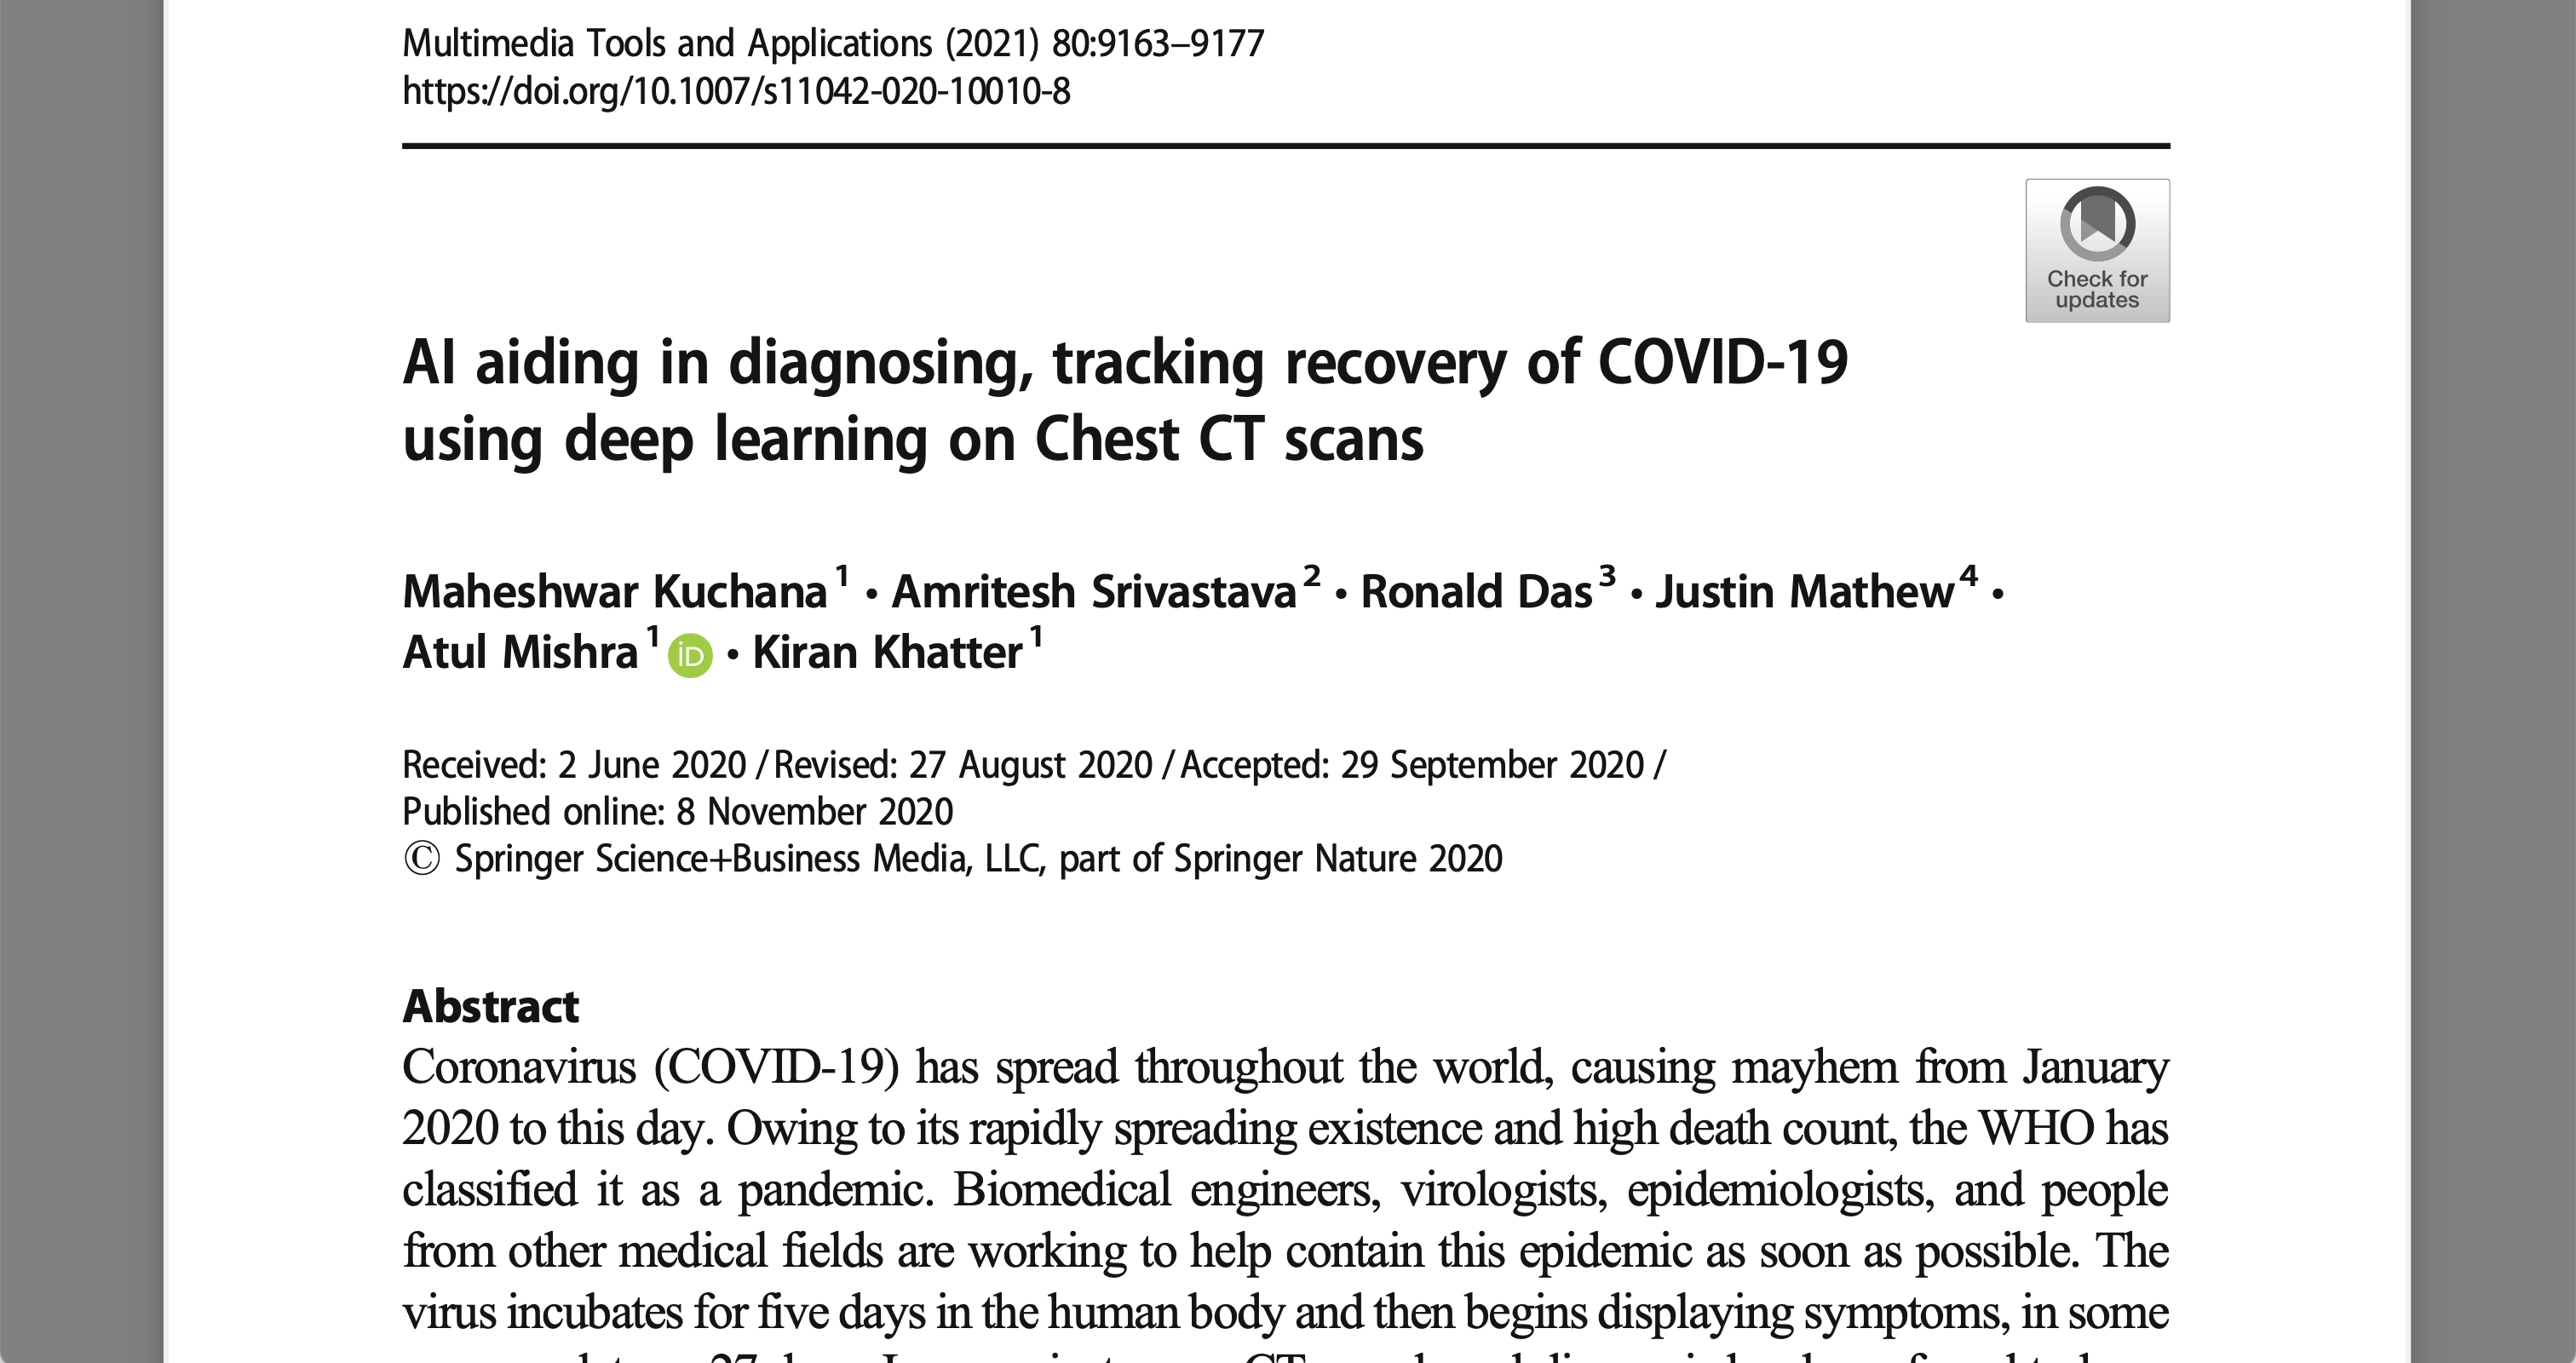 Multimedia Tools and Applications (2021) 80:9163–9177
https://doi.org/10.1007/s11042-020-10010-8
Check for
updates
AI aiding in diagnosing, tracking recovery of COVID-19
using deep learning on Chest CT scans
Maheshwar Kuchana 1 • Amritesh Srivastava 2 • Ronald Das 3 • Justin Mathew 4 •
Atul Mishra 1 iD • Kiran Khatter 1
Received: 2 June 2020 / Revised: 27 August 2020 / Accepted: 29 September 2020 /
Published online: 8 November 2020
© Springer Science+Business Media, LLC, part of Springer Nature 2020
Abstract
Coronavirus (COVID-19) has spread throughout the world, causing mayhem from January
2020 to this day. Owing to its rapidly spreading existence and high death count, the WHO has
classified it as a pandemic. Biomedical engineers, virologists, epidemiologists, and people
from other medical fields are working to help contain this epidemic as soon as possible. The
virus incubates for five days in the human body and then begins displaying symptoms, in some